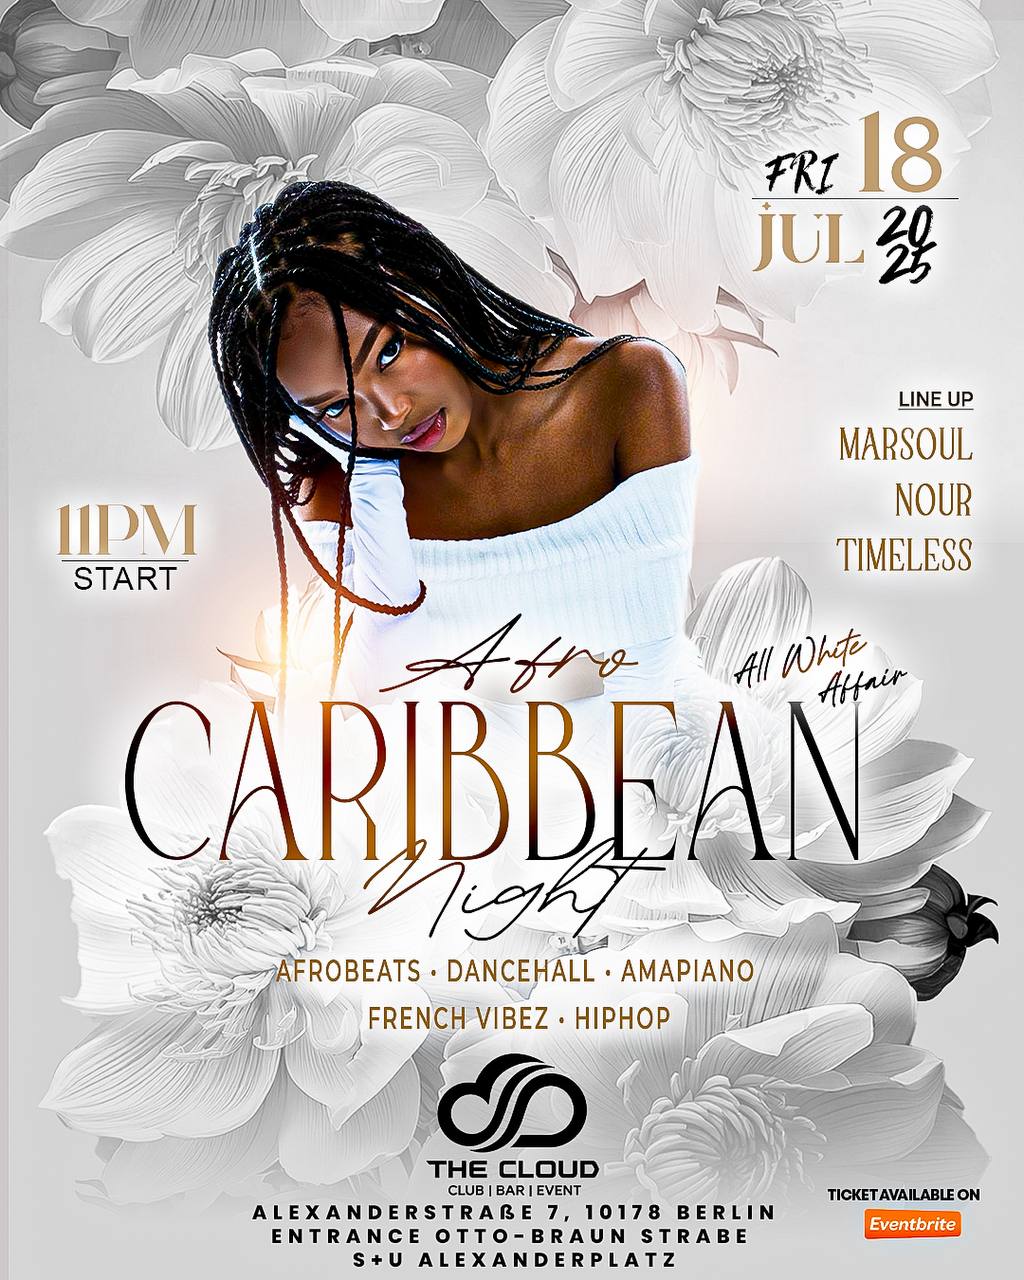 FRI 18
JUL 2025
LINE UP
MARSOUL
NOUR
TIMELESS
11PM
START
Afro
All White
Affair
CARIBBEAN
Night
AFROBEATS • DANCEHALL • AMAPIANO
FRENCH VIBEZ • HIPHOP
THE CLOUD
CLUB | BAR | EVENT
ALEXANDERSTRAßE 7, 10178 BERLIN
ENTRANCE OTTO-BRAUN STRABE
S+U ALEXANDERPLATZ
TICKET AVAILABLE ON
Eventbrite